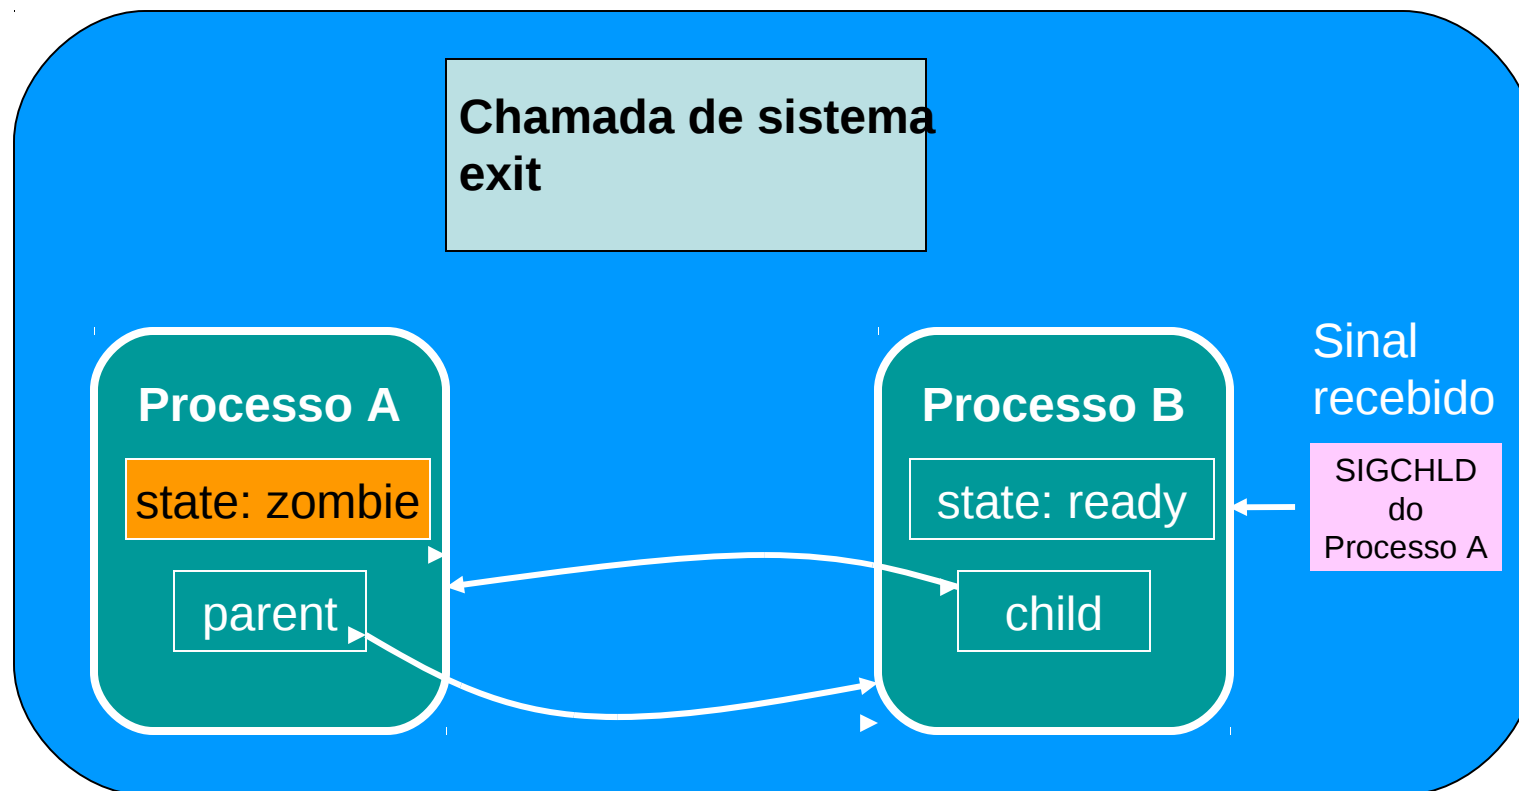 Chamada de sistema
exit
Processo A
state: zombie
parent
Processo B
state: ready
child
Sinal
recebido
SIGCHLD
do
Processo A